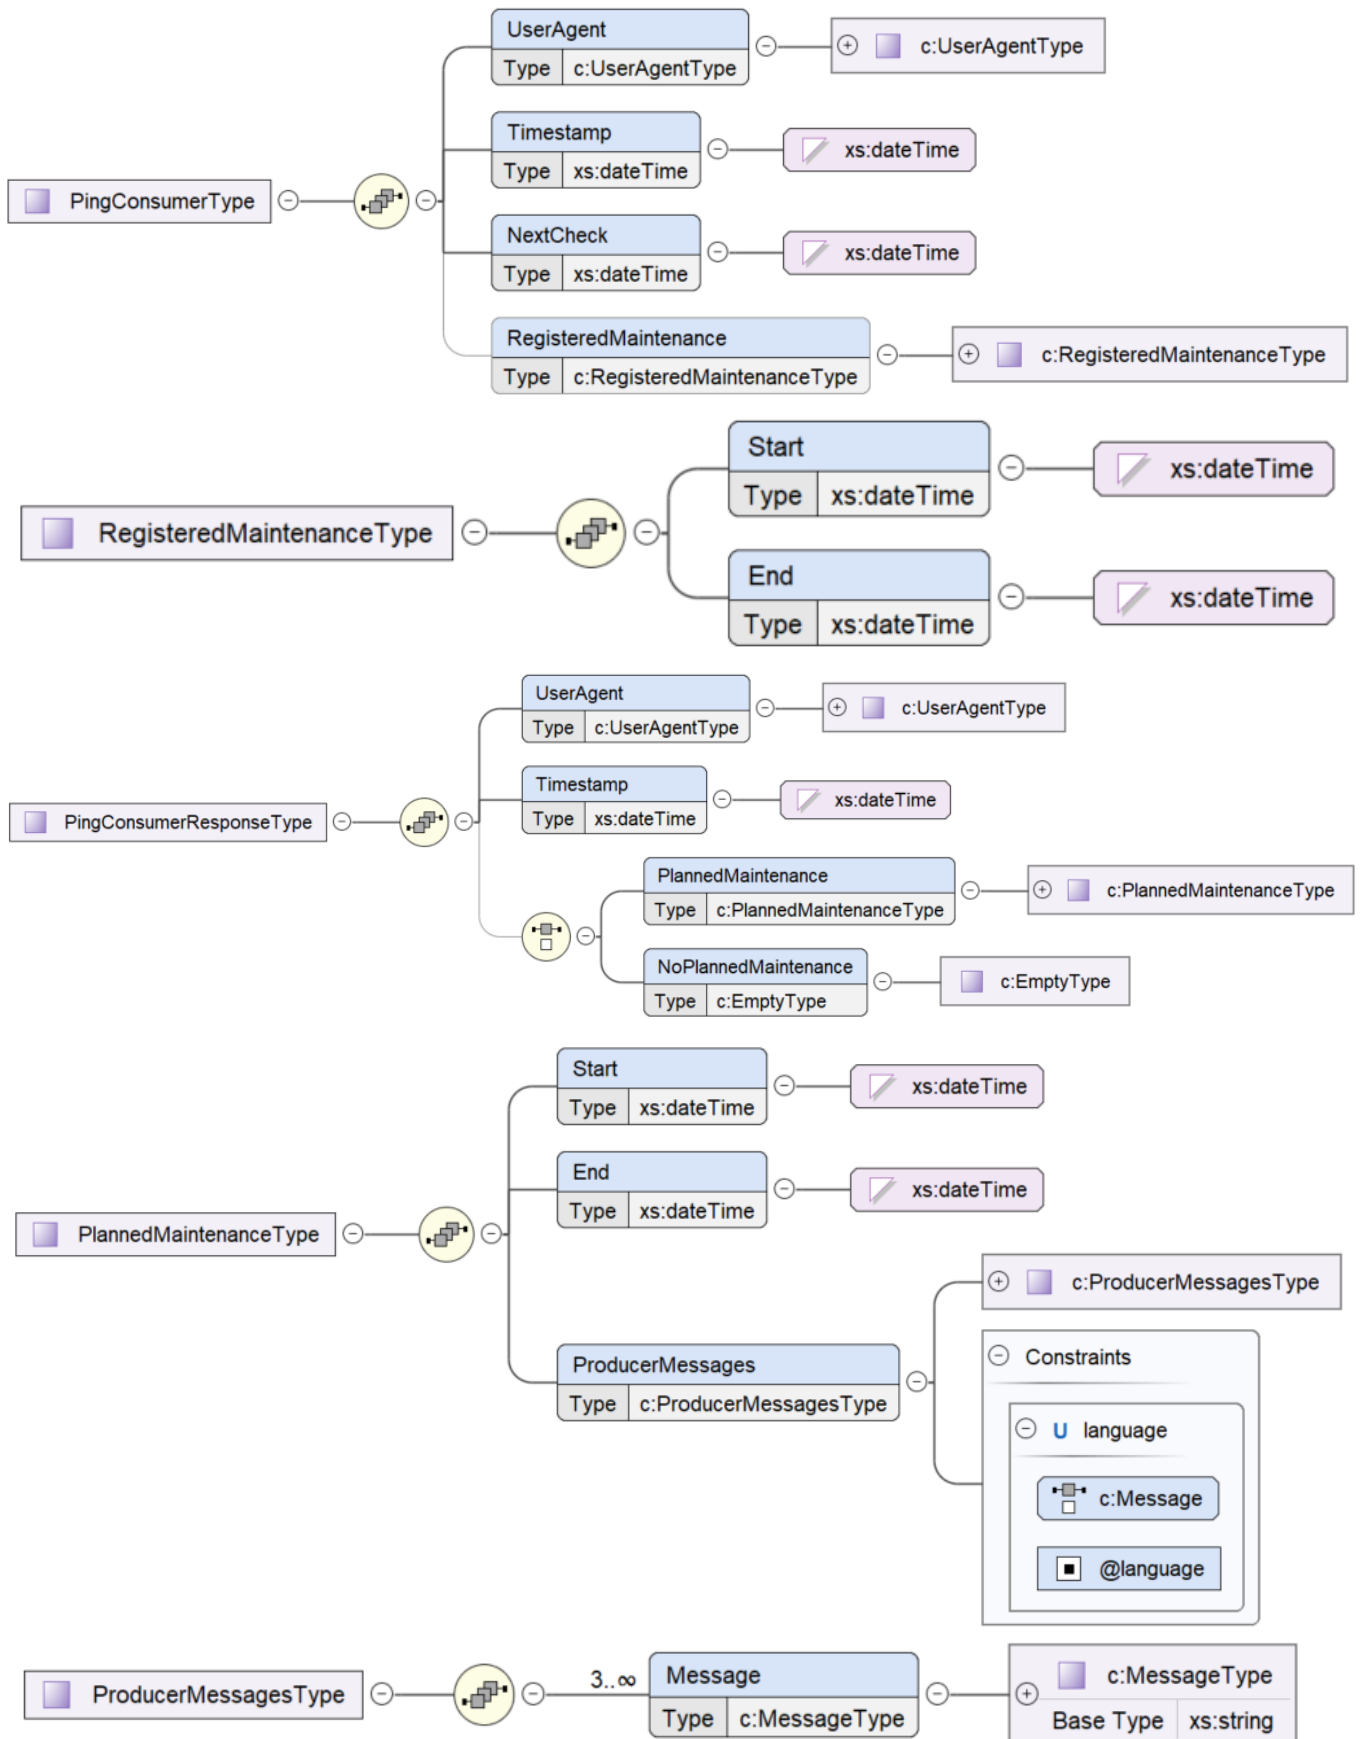 UserAgent
Type c:UserAgentType
c:UserAgentType
Timestamp
Type xs:dateTime
xs:dateTime
PingConsumerType
NextCheck
Type xs:dateTime
xs:dateTime
RegisteredMaintenance
Type c:RegisteredMaintenanceType
c:RegisteredMaintenanceType
Start
Type xs:dateTime
xs:dateTime
RegisteredMaintenanceType
End
Type xs:dateTime
xs:dateTime
UserAgent
Type c:UserAgentType
c:UserAgentType
Timestamp
Type xs:dateTime
xs:dateTime
PingConsumerResponseType
PlannedMaintenance
Type c:PlannedMaintenanceType
c:PlannedMaintenanceType
NoPlannedMaintenance
Type c:EmptyType
c:EmptyType
Start
Type xs:dateTime
xs:dateTime
End
Type xs:dateTime
xs:dateTime
PlannedMaintenanceType
c:ProducerMessagesType
ProducerMessages
Type c:ProducerMessagesType
Constraints
U language
c:Message
@language
ProducerMessagesType
3..∞
Message
Type c:MessageType
c:MessageType
Base Type xs:string